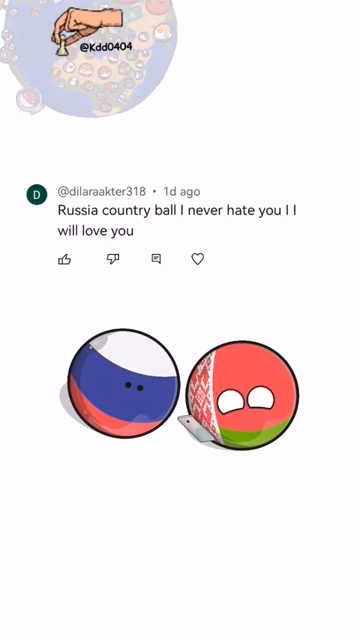 @Kdd0404
D
@dilaraakter318 • 1d ago
Russia country ball I never hate you I I
will love you